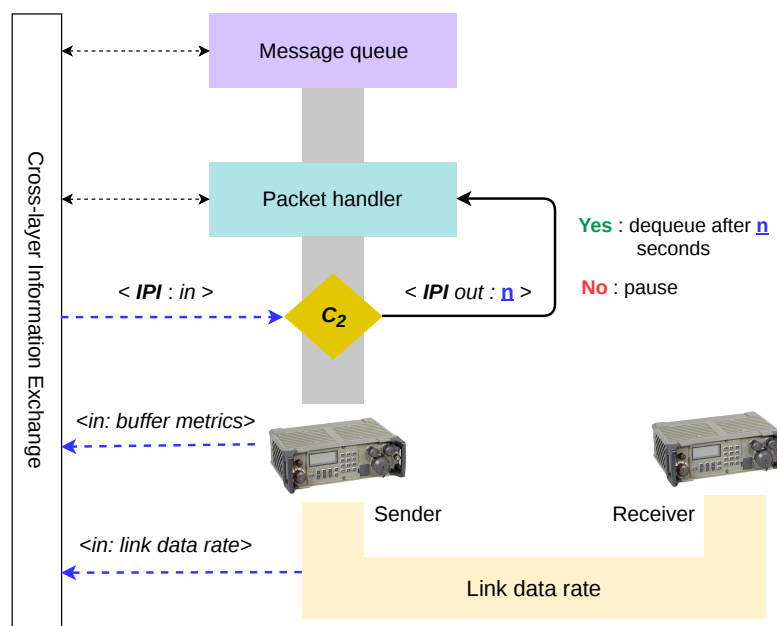 Message queue
Cross-layer Information Exchange
Packet handler
Yes : dequeue after n
seconds
No : pause
< IPI : in >
< IPI out : n >
C2
<in: buffer metrics>
Sender
Receiver
<in: link data rate>
Link data rate